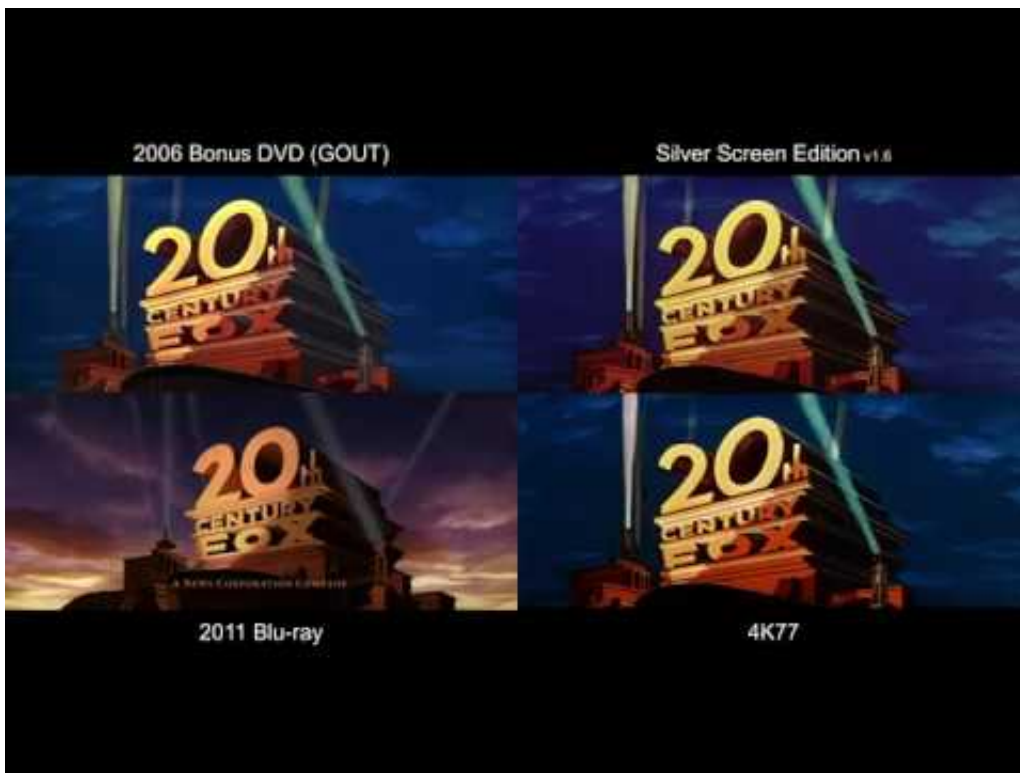 2006 Bonus DVD (GOUT)
Silver Screen Edition v1.6
20th
CENTURY
FOX
20th
CENTURY
FOX
20th
CENTURY
FOX
A NEWS CORPORATION COMPANY
20th
CENTURY
FOX
2011 Blu-ray
4K77